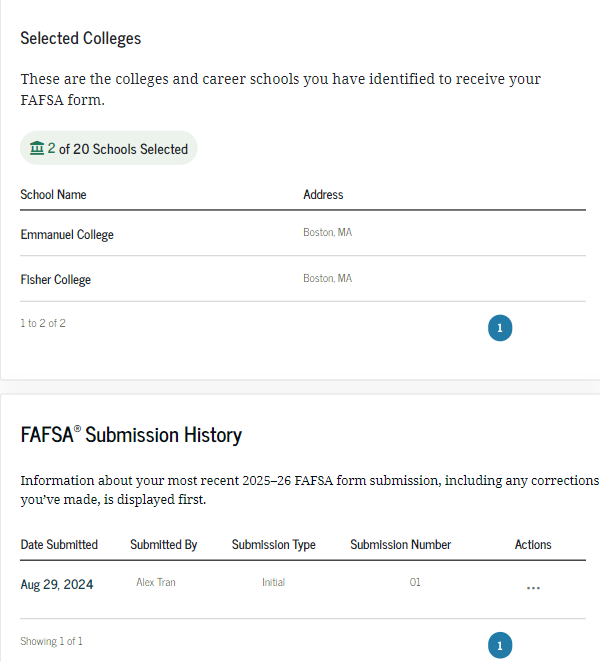 Selected Colleges
These are the colleges and career schools you have identified to receive your
FAFSA form.
2 of 20 Schools Selected
School Name Address
Emmanuel College Boston, MA
FIsher College Boston, MA
1 to 2 of 2 1
FAFSA® Submission History
Information about your most recent 2025–26 FAFSA form submission, including any corrections
you’ve made, is displayed first.
Date Submitted Submitted By Submission Type Submission Number Actions
Aug 29, 2024 Alex Tran Initial 01 ...
Showing 1 of 1 1